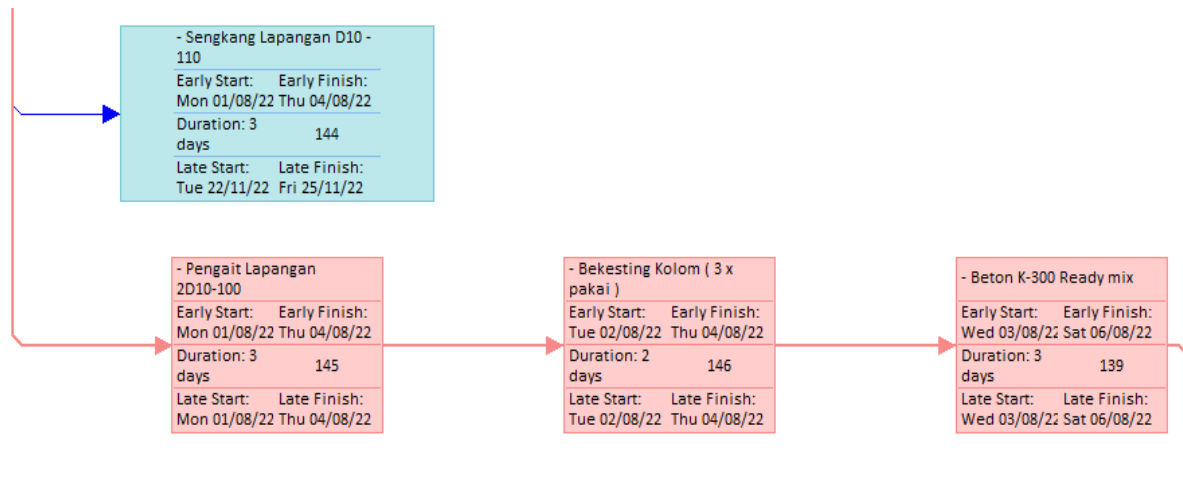 - Sengkang Lapangan D10 -
110
Early Start: Early Finish:
Mon 01/08/22 Thu 04/08/22
Duration: 3
days
144
Late Start: Late Finish:
Tue 22/11/22 Fri 25/11/22
- Pengait Lapangan
2D10-100
Early Start: Early Finish:
Mon 01/08/22 Thu 04/08/22
Duration: 3
days
145
Late Start: Late Finish:
Mon 01/08/22 Thu 04/08/22
- Bekesting Kolom ( 3 x
pakai )
Early Start: Early Finish:
Tue 02/08/22 Thu 04/08/22
Duration: 2
days
146
Late Start: Late Finish:
Tue 02/08/22 Thu 04/08/22
- Beton K-300 Ready mix
Early Start: Early Finish:
Wed 03/08/22 Sat 06/08/22
Duration: 3
days
139
Late Start: Late Finish:
Wed 03/08/22 Sat 06/08/22